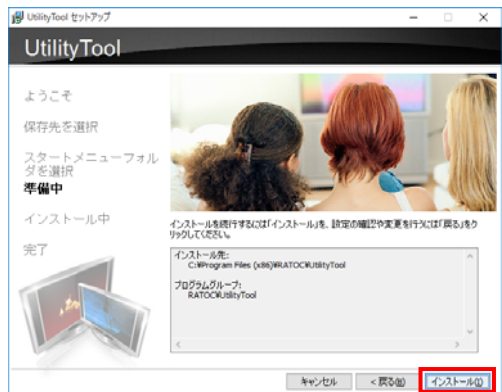 UtilityTool セットアップ
UtilityTool
ようこそ
保存先を選択
スタートメニューフォル
ダを選択
準備中
インストール中
完了
インストールを続行するには「インストール」を、設定の確認や変更を行うには「戻る」をク
リックしてください。
インストール先:
C:¥Program Files (x86)¥RATOC¥UtilityTool
プログラムグループ:
RATOC¥UtilityTool
キャンセル
< 戻る(B)
インストール(I)